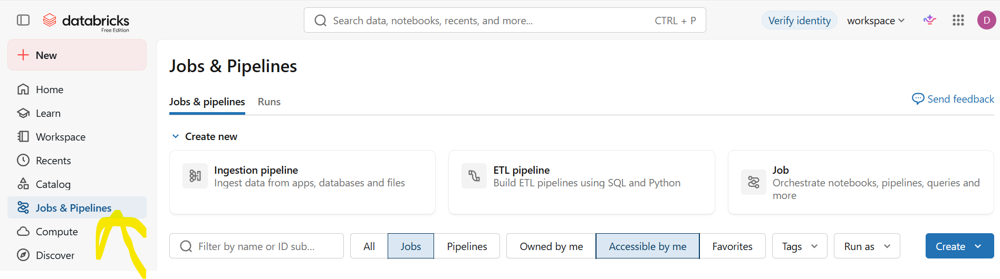 databricks
Free Edition
Search data, notebooks, recents, and more... CTRL + P
Verify identity
workspace
D
New
Home
Learn
Workspace
Recents
Catalog
Jobs & Pipelines
Compute
Discover
Jobs & Pipelines
Jobs & pipelines Runs
Send feedback
Create new
Ingestion pipeline
Ingest data from apps, databases and files
ETL pipeline
Build ETL pipelines using SQL and Python
Job
Orchestrate notebooks, pipelines, queries and
more
Filter by name or ID sub... All Jobs Pipelines Owned by me Accessible by me Favorites Tags Run as Create